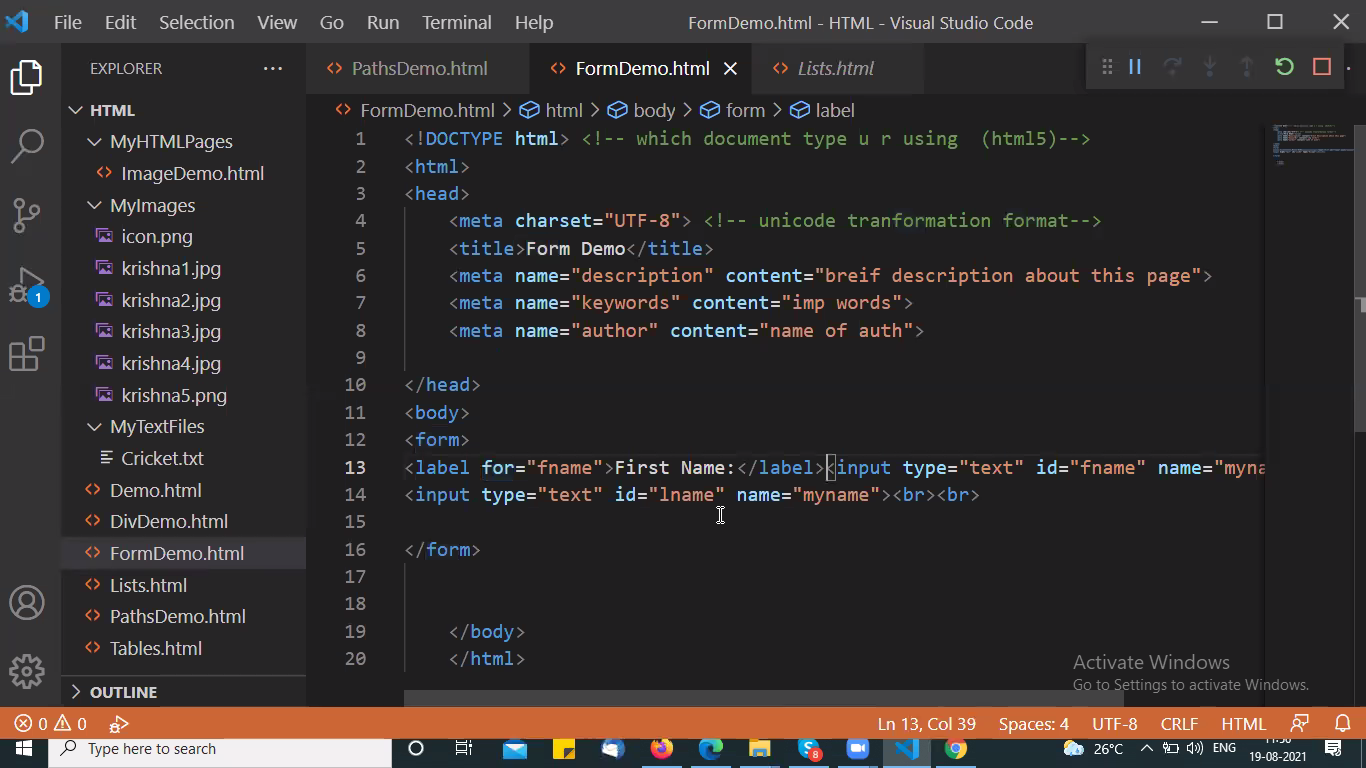 File Edit Selection View Go Run Terminal Help FormDemo.html - HTML - Visual Studio Code
EXPLORER
PathsDemo.html FormDemo.html Lists.html
HTML
MyHTMLPages
ImageDemo.html
MyImages
icon.png
krishna1.jpg
krishna2.jpg
krishna3.jpg
krishna4.jpg
krishna5.png
MyTextFiles
Cricket.txt
Demo.html
DivDemo.html
FormDemo.html
Lists.html
PathsDemo.html
Tables.html
OUTLINE
1
FormDemo.html > html > body > form > label
1 <!DOCTYPE html> <!-- which document type u r using (html5)-->
2 <html>
3 <head>
4 <meta charset="UTF-8"> <!-- unicode tranformation format-->
5 <title>Form Demo</title>
6 <meta name="description" content="breif description about this page">
7 <meta name="keywords" content="imp words">
8 <meta name="author" content="name of auth">
9
10 </head>
11 <body>
12 <form>
13 <label for="fname">First Name:</label><input type="text" id="fname" name="myna
14 <input type="text" id="lname" name="myname"><br><br>
15
16 </form>
17
18
19 </body>
20 </html>
Activate Windows
Go to Settings to activate Windows.
0 0 Ln 13, Col 39 Spaces: 4 UTF-8 CRLF HTML
Type here to search 8 26°C ENG
19-08-2021